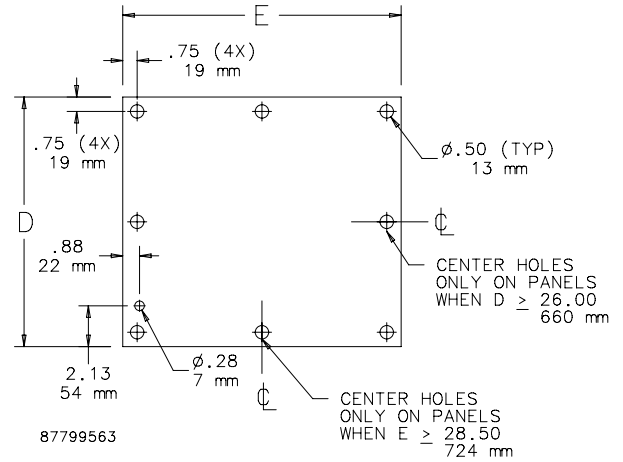 E
.75 (4X)
19 mm
.75 (4X)
19 mm
Ø.50 (TYP)
13 mm
D
℄
.88
22 mm
CENTER HOLES
ONLY ON PANELS
WHEN D ≥ 26.00
660 mm
Ø.28
7 mm
2.13
54 mm
℄
CENTER HOLES
ONLY ON PANELS
WHEN E ≥ 28.50
724 mm
87799563